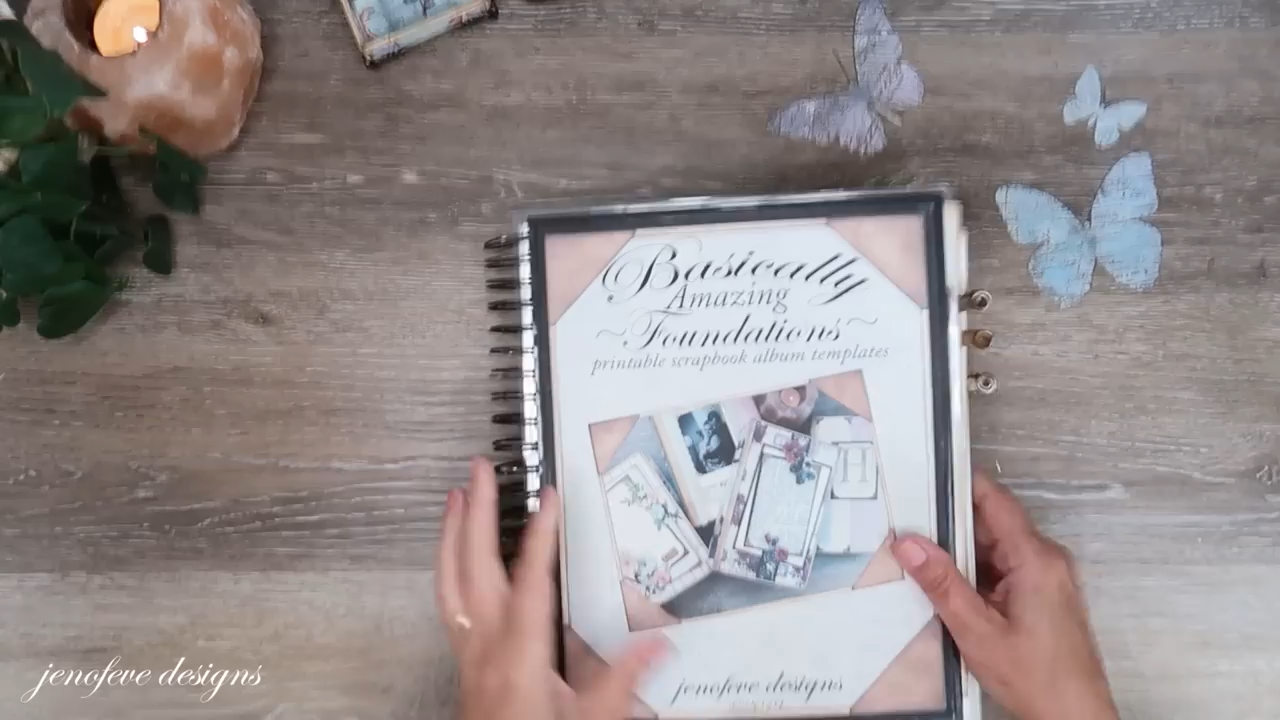 Basically
Amazing
~Foundations~
printable scrapbook album templates
H
jenofeve designs
jenofeve designs